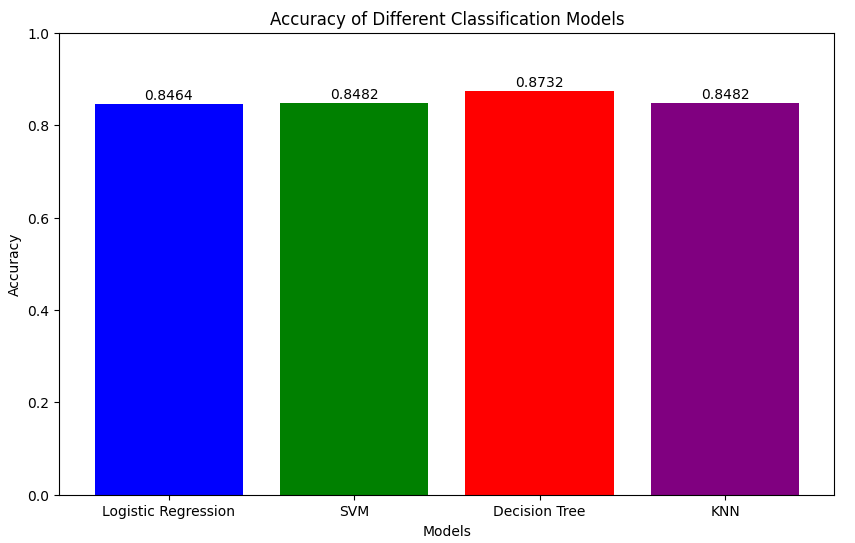 Accuracy of Different Classification Models
1.0
0.8
0.6
0.4
0.2
0.0
Accuracy
0.8464
0.8482
0.8732
0.8482
Logistic Regression
SVM
Decision Tree
KNN
Models